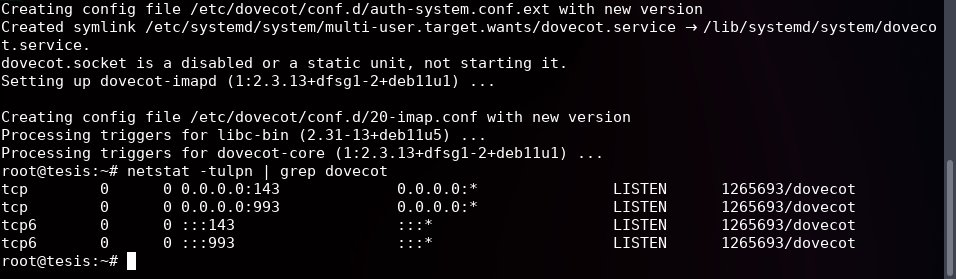 Creating config file /etc/dovecot/conf.d/auth-system.conf.ext with new version
Created symlink /etc/systemd/system/multi-user.target.wants/dovecot.service → /lib/systemd/system/doveco
t.service.
dovecot.socket is a disabled or a static unit, not starting it.
Setting up dovecot-imapd (1:2.3.13+dfsg1-2+deb11u1) ...

Creating config file /etc/dovecot/conf.d/20-imap.conf with new version
Processing triggers for libc-bin (2.31-13+deb11u5) ...
Processing triggers for dovecot-core (1:2.3.13+dfsg1-2+deb11u1) ...
root@tesis:~# netstat -tulpn | grep dovecot
tcp        0      0 0.0.0.0:143             0.0.0.0:*               LISTEN      1265693/dovecot
tcp        0      0 0.0.0.0:993             0.0.0.0:*               LISTEN      1265693/dovecot
tcp6       0      0 :::143                  :::*                    LISTEN      1265693/dovecot
tcp6       0      0 :::993                  :::*                    LISTEN      1265693/dovecot
root@tesis:~#